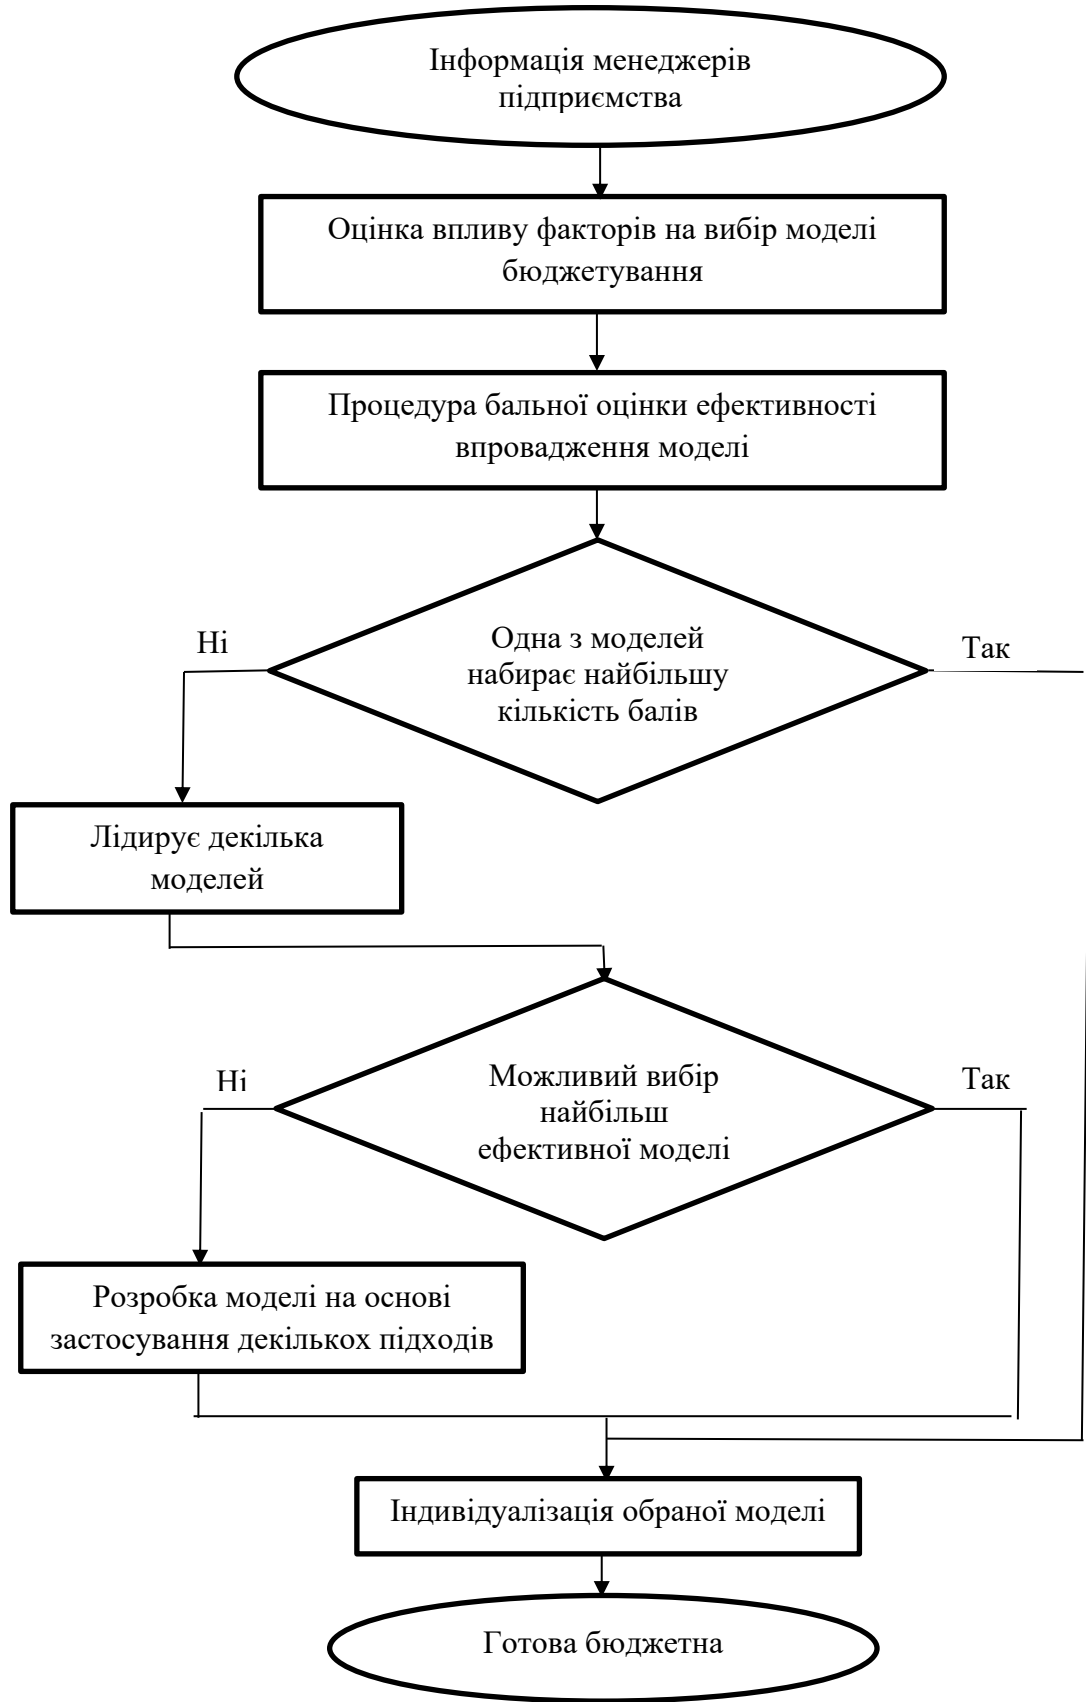 Інформація менеджерів
підприємства
Оцінка впливу факторів на вибір моделі
бюджетування
Процедура бальної оцінки ефективності
впровадження моделі
Одна з моделей
набирає найбільшу
кількість балів
Ні
Так
Лідирує декілька
моделей
Можливий вибір
найбільш
ефективної моделі
Ні
Так
Розробка моделі на основі
застосування декількох підходів
Індивідуалізація обраної моделі
Готова бюджетна